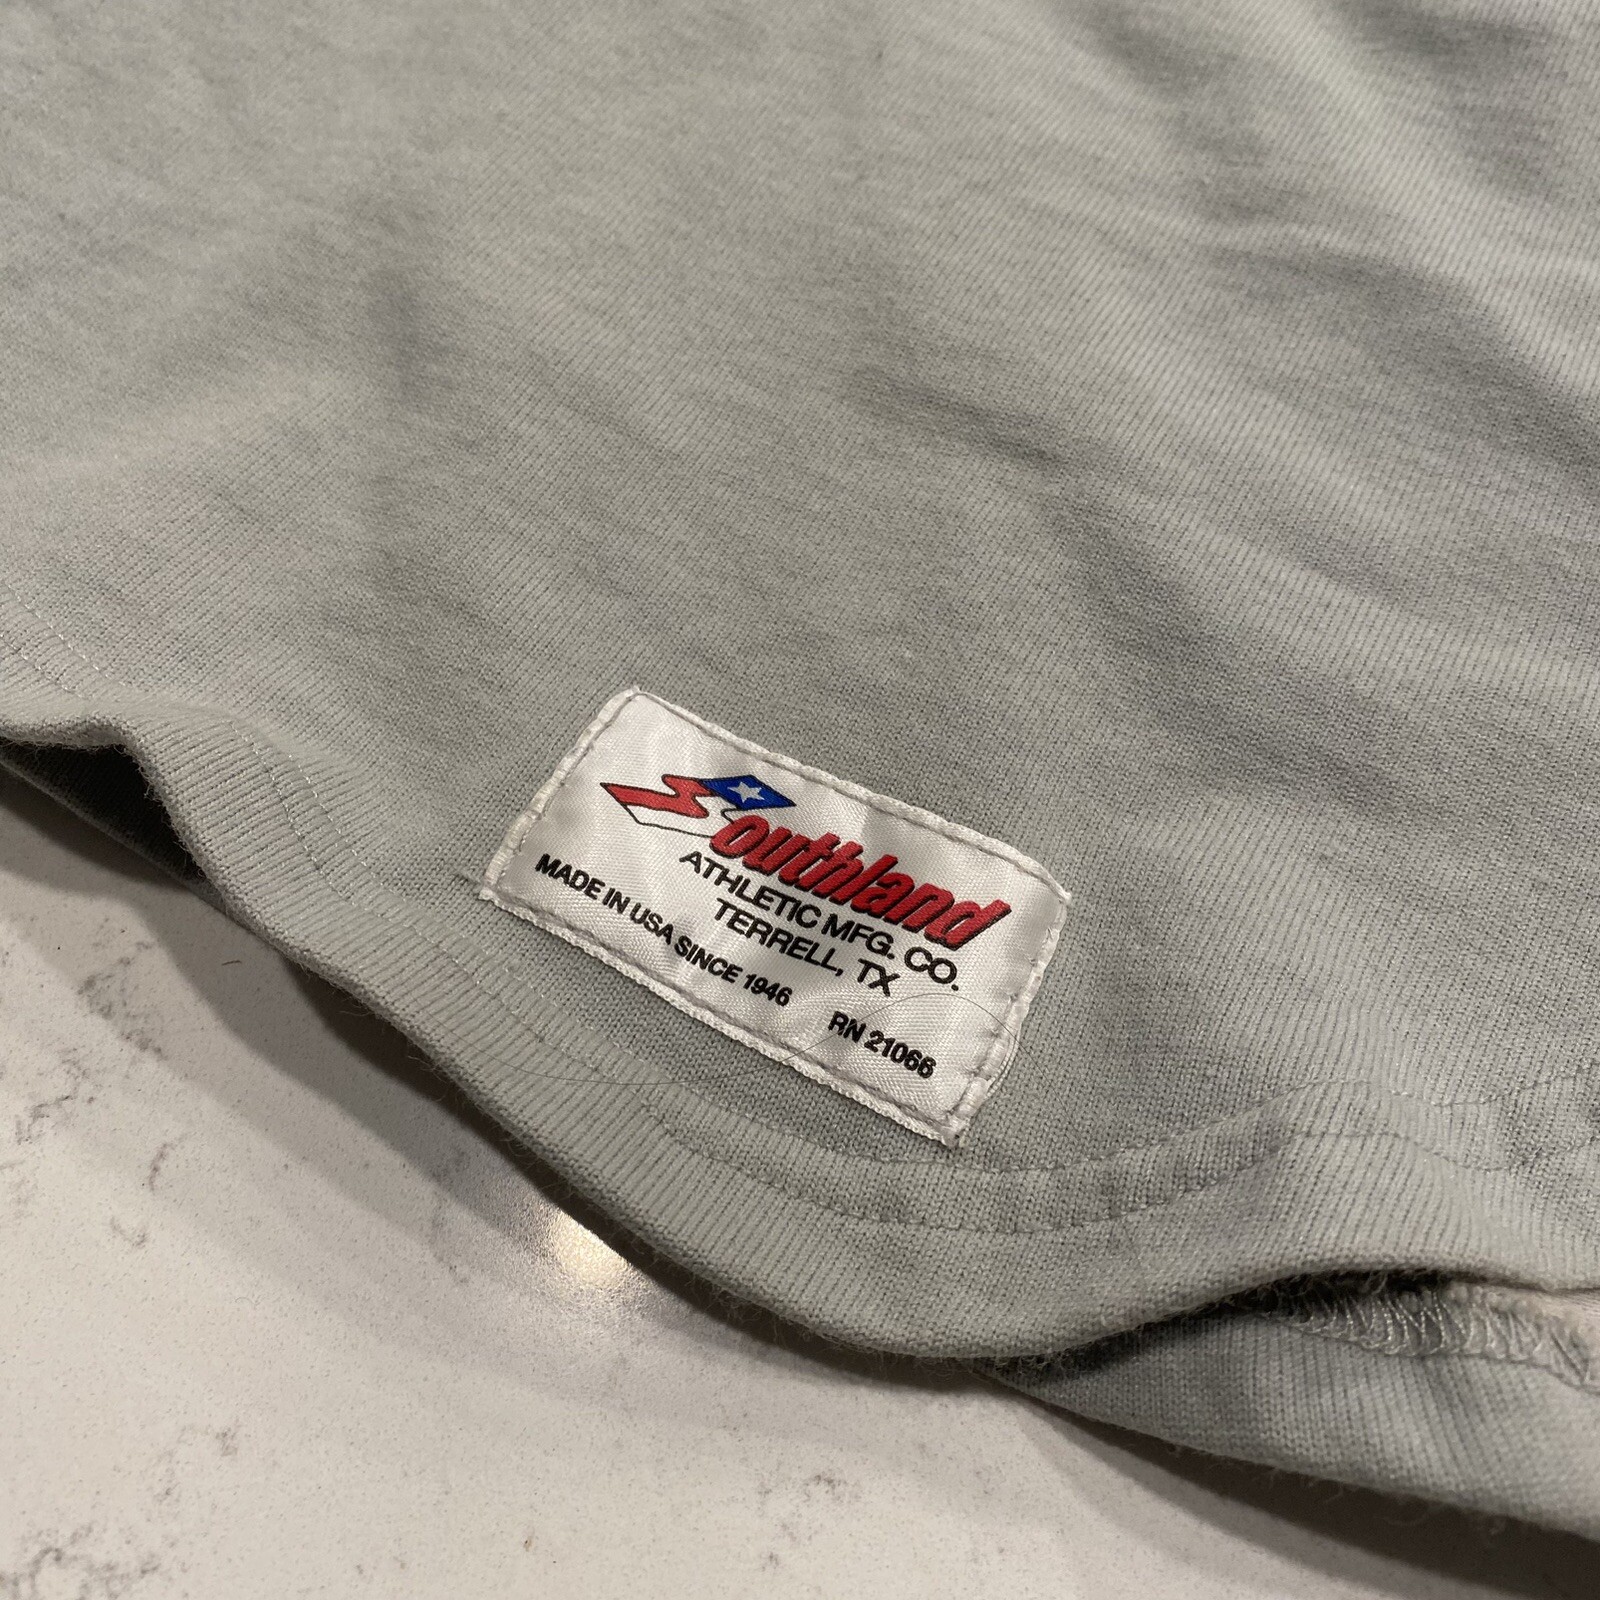 Southland
ATHLETIC MFG. CO.
TERRELL, TX
MADE IN USA SINCE 1946 RN 21066